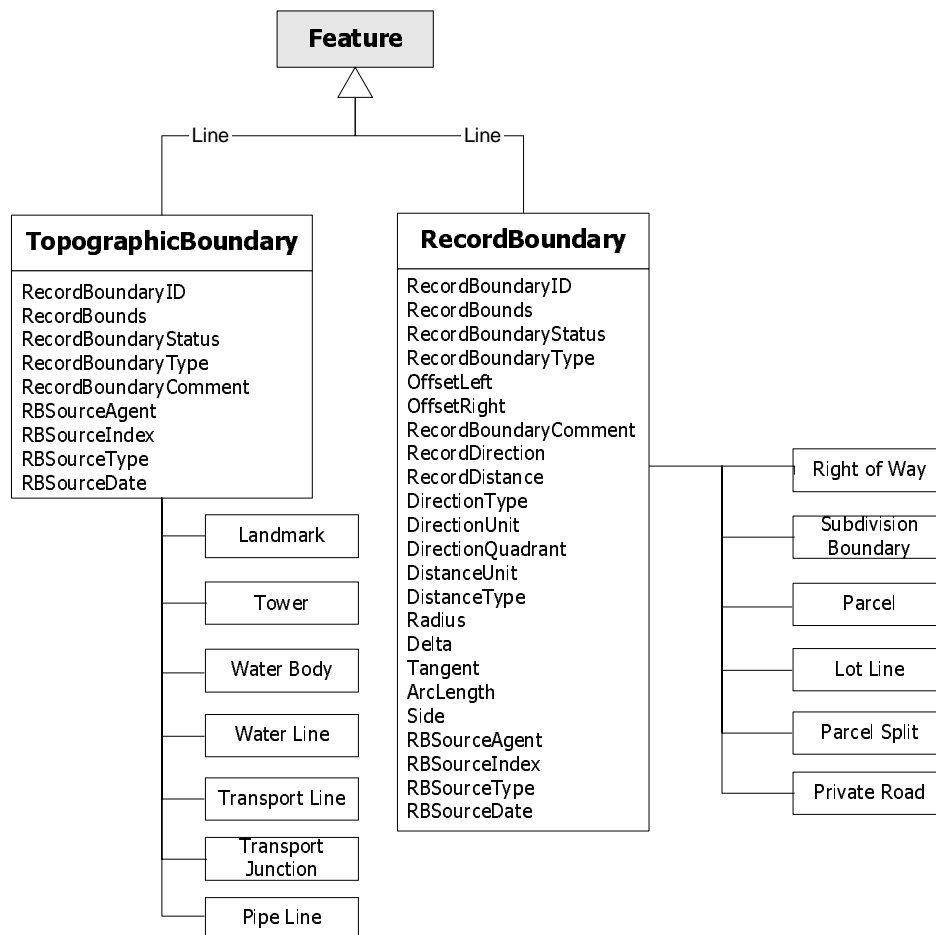 Feature
Line
Line
TopographicBoundary
RecordBoundaryID
RecordBounds
RecordBoundaryStatus
RecordBoundaryType
RecordBoundaryComment
RBSourceAgent
RBSourceIndex
RBSourceType
RBSourceDate
Landmark
Tower
Water Body
Water Line
Transport Line
Transport
Junction
Pipe Line
RecordBoundary
RecordBoundaryID
RecordBounds
RecordBoundaryStatus
RecordBoundaryType
OffsetLeft
OffsetRight
RecordBoundaryComment
RecordDirection
RecordDistance
DirectionType
DirectionUnit
DirectionQuadrant
DistanceUnit
DistanceType
Radius
Delta
Tangent
ArcLength
Side
RBSourceAgent
RBSourceIndex
RBSourceType
RBSourceDate
Right of Way
Subdivision
Boundary
Parcel
Lot Line
Parcel Split
Private Road